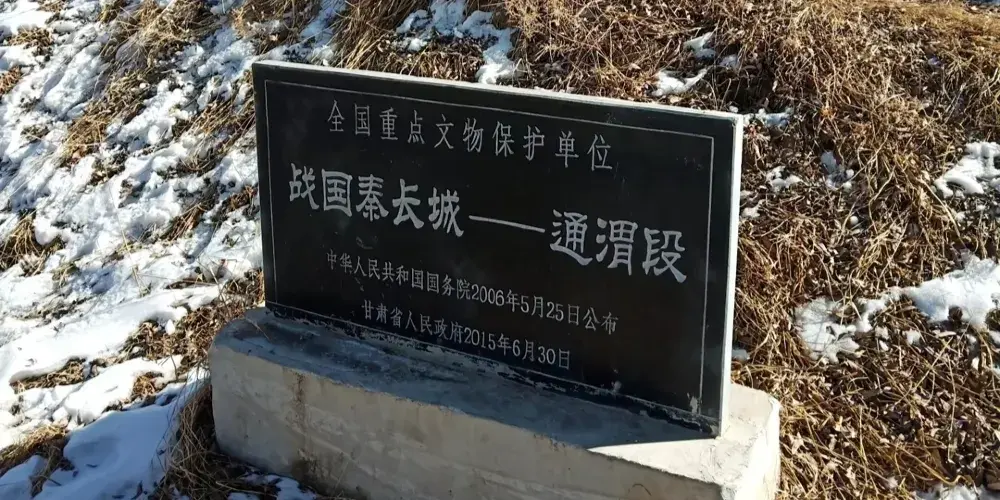 全国重点文物保护单位
战国秦长城——通渭段
中华人民共和国国务院2006年5月25日公布
甘肃省人民政府2015年6月30日